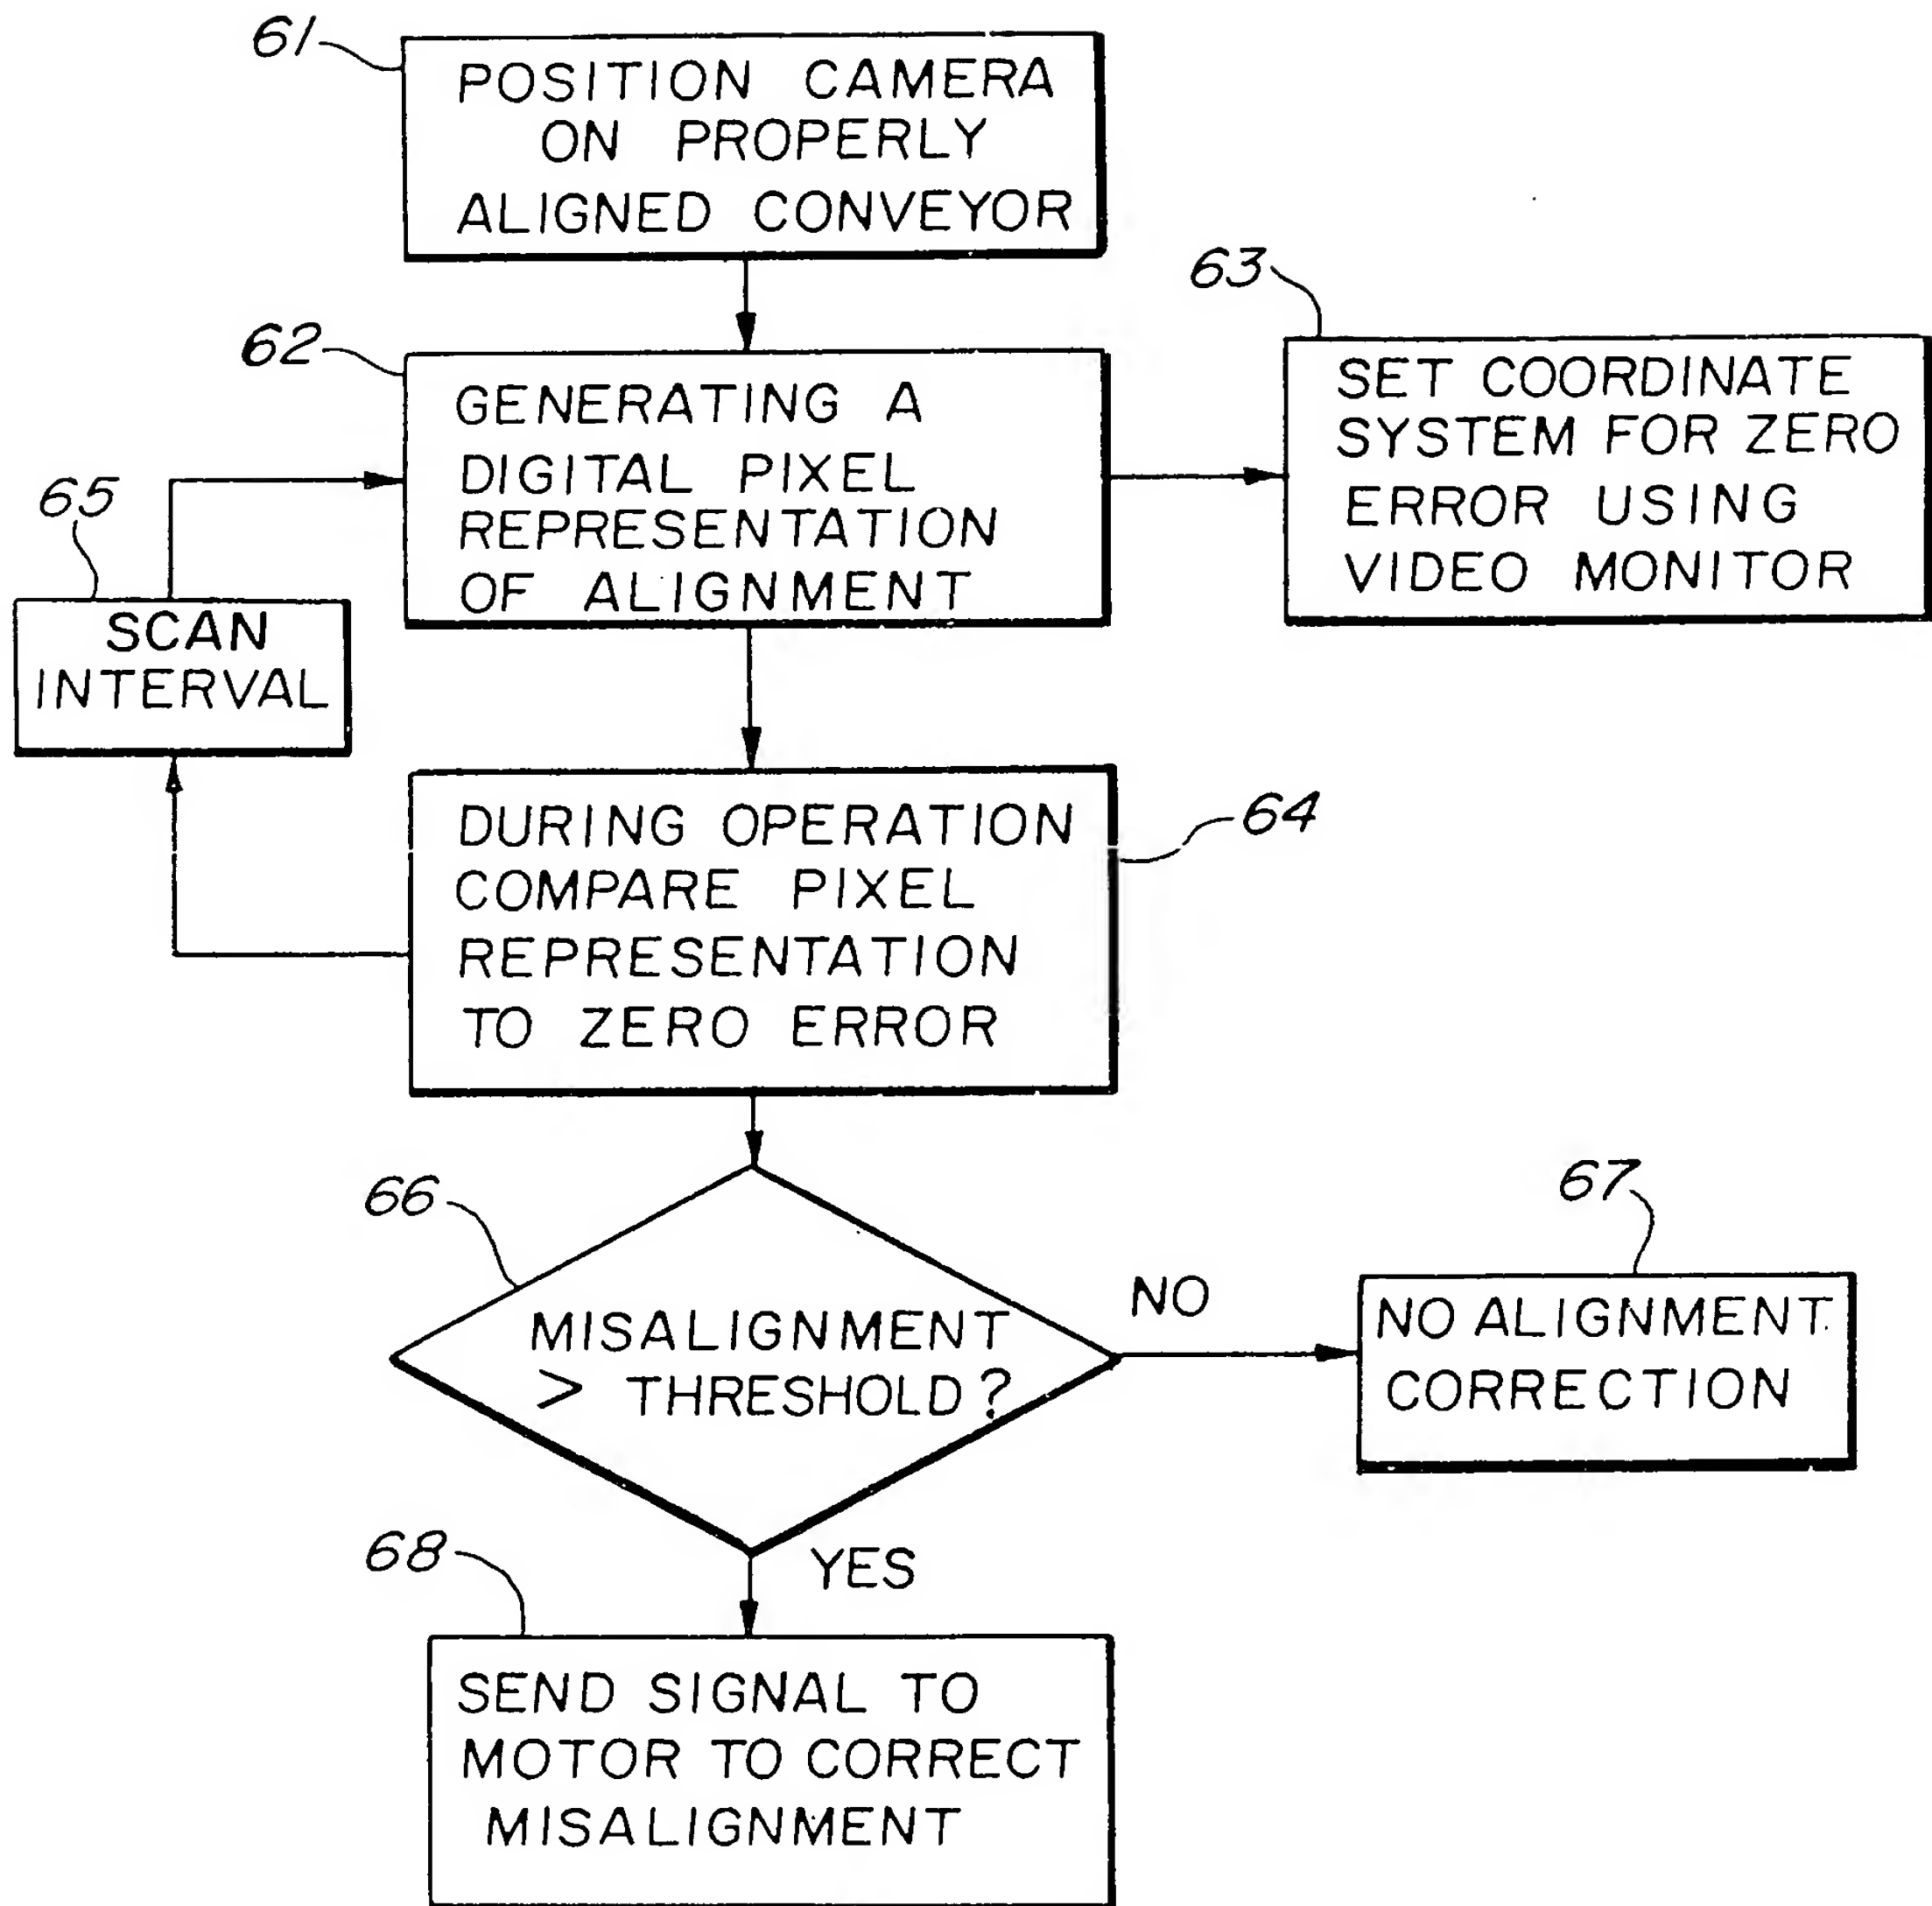 61
POSITION CAMERA
ON PROPERLY
ALIGNED CONVEYOR
62
GENERATING A
DIGITAL PIXEL
REPRESENTATION
OF ALIGNMENT
63
SET COORDINATE
SYSTEM FOR ZERO
ERROR USING
VIDEO MONITOR
65
SCAN
INTERVAL
64
DURING OPERATION
COMPARE PIXEL
REPRESENTATION
TO ZERO ERROR
66
MISALIGNMENT
> THRESHOLD?
NO
67
NO ALIGNMENT
CORRECTION
YES
68
SEND SIGNAL TO
MOTOR TO CORRECT
MISALIGNMENT